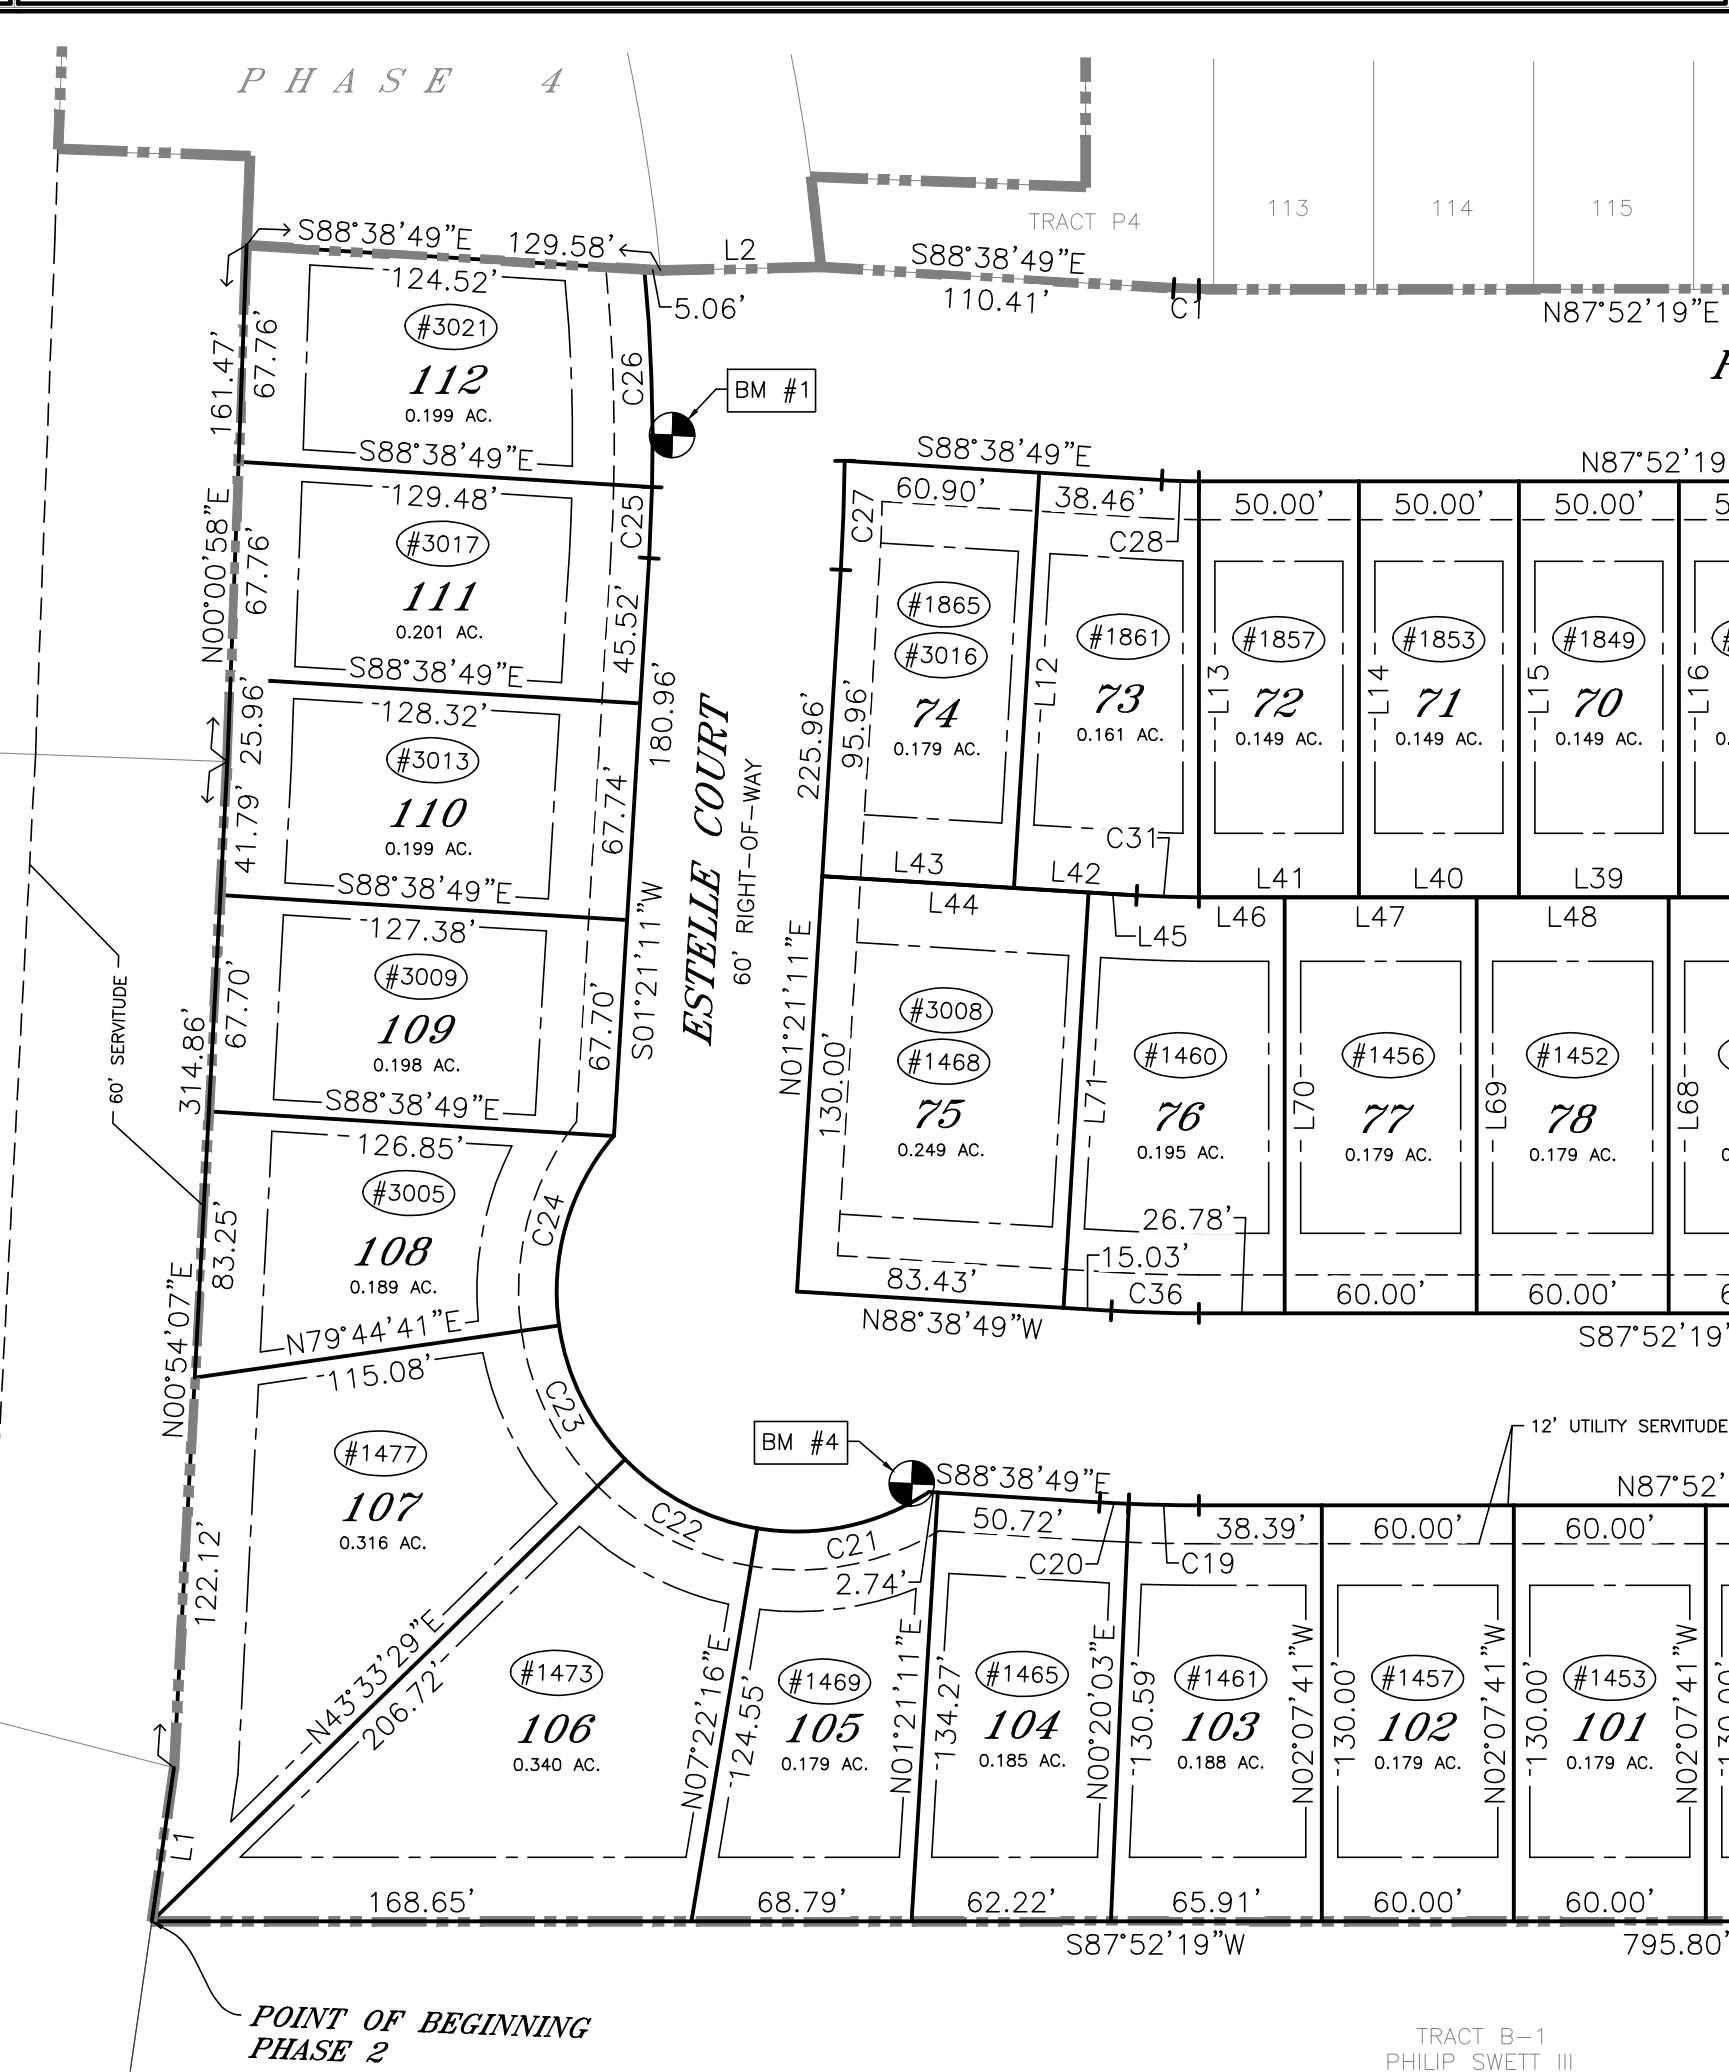 PHASE 4
TRACT P4
113
114
115
S88°38'49"E
129.58'
L2
S88°38'49"E
110.41'
C1
N87°52'19"E
124.52'
#3021
112
0.199 AC.
5.06'
C26
161.47'
67.76'
BM #1
S88°38'49"E
129.48'
#3017
111
0.201 AC.
C25
45.52'
N00°00'58"E
67.76'
S88°38'49"E
128.32'
#3013
110
0.199 AC.
25.96'
41.79'
67.74'
180.96'
S01°21'11"W
S88°38'49"E
127.38'
#3009
109
0.198 AC.
67.70'
67.70'
314.86'
60' SERVITUDE
S88°38'49"E
126.85'
#3005
108
0.189 AC.
83.25'
C24
N00°54'07"E
N79°44'41"E
115.08'
#1477
107
0.316 AC.
122.12'
C23
N43°33'29"E
206.72'
L1
ESTELLE COURT
60' RIGHT-OF-WAY
S88°38'49"E
N87°52'19
60.90'
38.46'
50.00'
50.00'
50.00'
C27
C28
#1865
#3016
74
0.179 AC.
225.96'
95.96'
L12
#1861
73
0.161 AC.
L13
#1857
72
0.149 AC.
L14
#1853
71
0.149 AC.
L15
#1849
70
0.149 AC.
L16
C31
L43
L42
L41
L40
L39
L44
L45
L46
L47
L48
N01°21'11"E
130.00'
#3008
#1468
75
0.249 AC.
L71
#1460
76
0.195 AC.
L70
#1456
77
0.179 AC.
L69
#1452
78
0.179 AC.
L68
26.78'
15.03'
83.43'
C36
60.00'
60.00'
N88°38'49"W
S87°52'19'
BM #4
12' UTILITY SERVITUDE
S88°38'49"E
N87°52'
C22
C21
50.72'
38.39'
60.00'
60.00'
2.74'
C20
C19
#1473
106
0.340 AC.
N07°22'16"E
124.55'
#1469
105
0.179 AC.
N01°21'11"E
134.27'
#1465
104
0.185 AC.
N00°20'03"E
130.59'
#1461
103
0.188 AC.
N02°07'41"W
130.00'
#1457
102
0.179 AC.
N02°07'41"W
130.00'
#1453
101
0.179 AC.
N02°07'41"W
130.00'
168.65'
68.79'
62.22'
65.91'
60.00'
60.00'
S87°52'19"W
795.80'
POINT OF BEGINNING
PHASE 2
TRACT B-1
PHILIP SWETT III